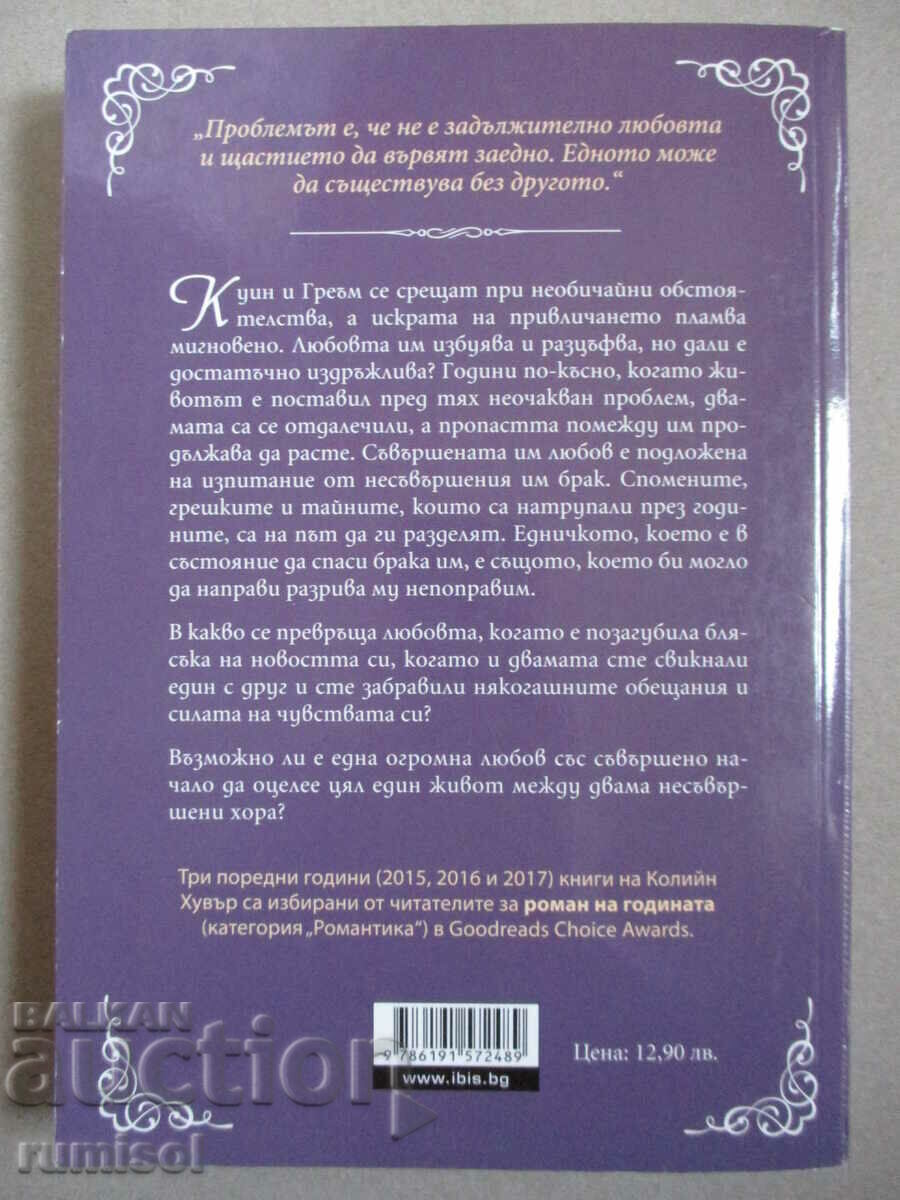 „Проблемът е, че не е задължително любовта
и щастието да вървят заедно. Едното може
да съществува без другото.“
Куин и Греъм се срещат при необичайни обстоя-
телства, а искрата на привличането пламва
мигновено. Любовта им избуява и разцъфва, но дали е
достатъчно издръжлива? Години по-късно, когато жи-
вотът е поставил пред тях неочакван проблем, два-
мата са се отдалечили, а пропастта помежду им про-
дължава да расте. Съвършената им любов е подложена
на изпитание от несъвършения им брак. Спомените,
грешките и тайните, които са натрупали през годи-
ните, са на път да ги разделят. Едничкото, което е в
състояние да спаси брака им, е същото, което би могло
да направи разрива му непоправим.
В какво се превръща любовта, когато е позагубила бля-
съка на новостта си, когато и двамата сте свикнали
един с друг и сте забравили някогашните обещания и
силата на чувствата си?
Възможно ли е една огромна любов със съвършено на-
чало да оцелее цял един живот между двама несъвър-
шени хора?
Три поредни години (2015, 2016 и 2017) книги на Колийн
Хувър са избирани от читателите за роман на годината
(категория „Романтика“) в Goodreads Choice Awards.
9 786191 572489
www.ibis.bg
Цена: 12,90 лв.
BALKAN
auction
rumisol